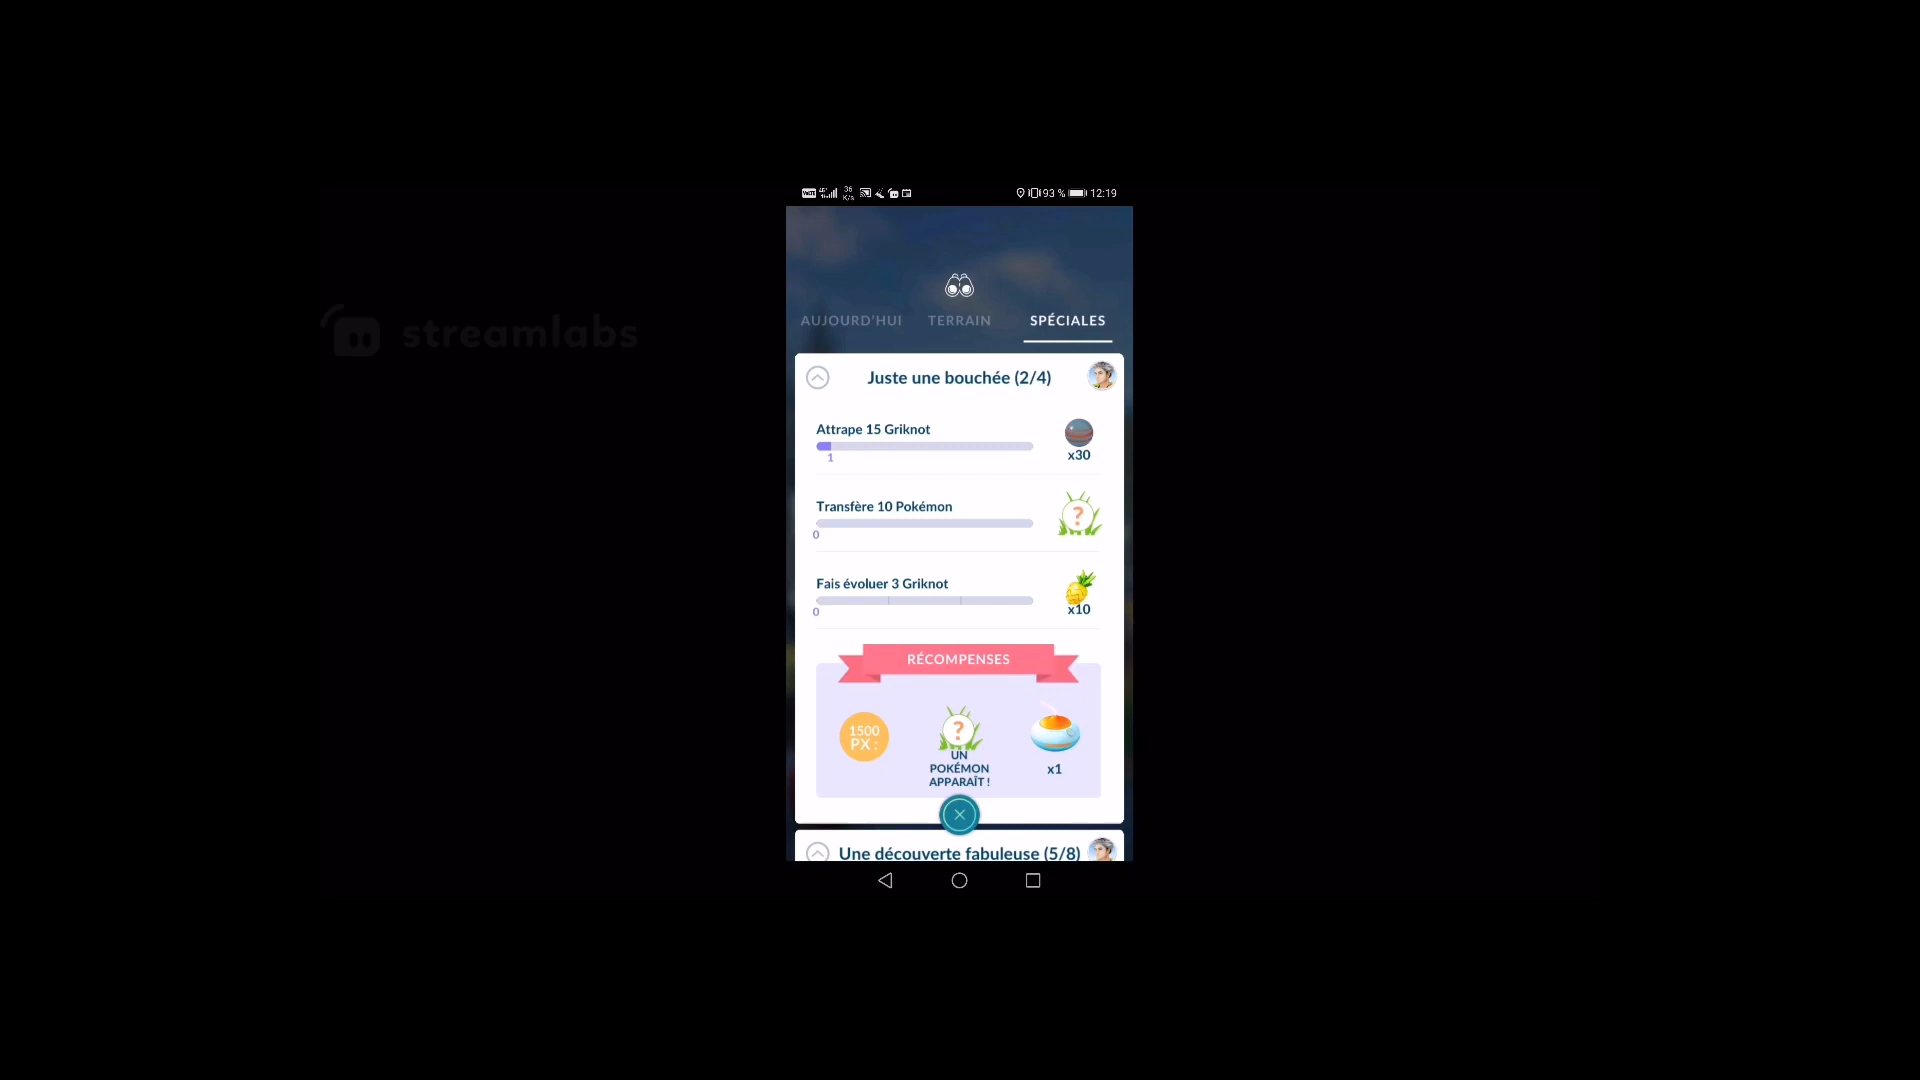 36
K/s
93 %
12:19
streamlabs
AUJOURD'HUI
TERRAIN
SPÉCIALES
Juste une bouchée (2/4)
Attrape 15 Griknot
1
x30
Transfère 10 Pokémon
0
?
Fais évoluer 3 Griknot
0
x10
RÉCOMPENSES
1500
PX :
?
UN
POKÉMON
APPARAÎT !
x1
Une découverte fabuleuse (5/8)